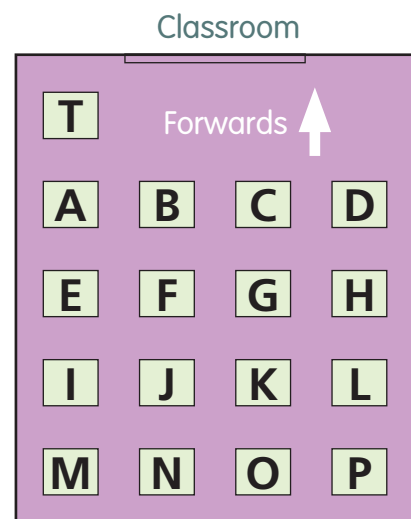 Classroom
T
Forwards
A B C D
E F G H
I J K L
M N O P